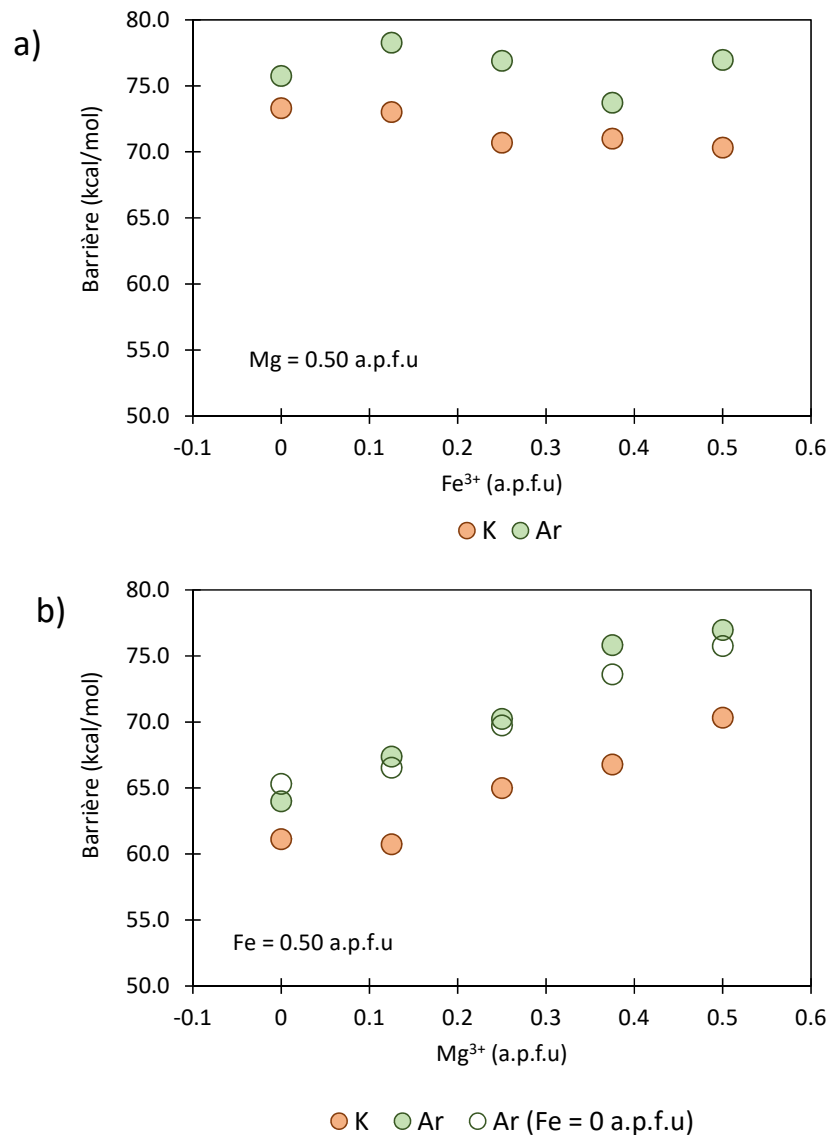 a)
80.0
75.0
70.0
65.0
60.0
55.0
50.0
Barrière (kcal/mol)
Mg = 0.50 a.p.f.u
-0.1 0 0.1 0.2 0.3 0.4 0.5 0.6
Fe³⁺ (a.p.f.u)
K Ar
b)
80.0
75.0
70.0
65.0
60.0
55.0
50.0
Barrière (kcal/mol)
Fe = 0.50 a.p.f.u
-0.1 0 0.1 0.2 0.3 0.4 0.5 0.6
Mg³⁺ (a.p.f.u)
K Ar Ar (Fe = 0 a.p.f.u)